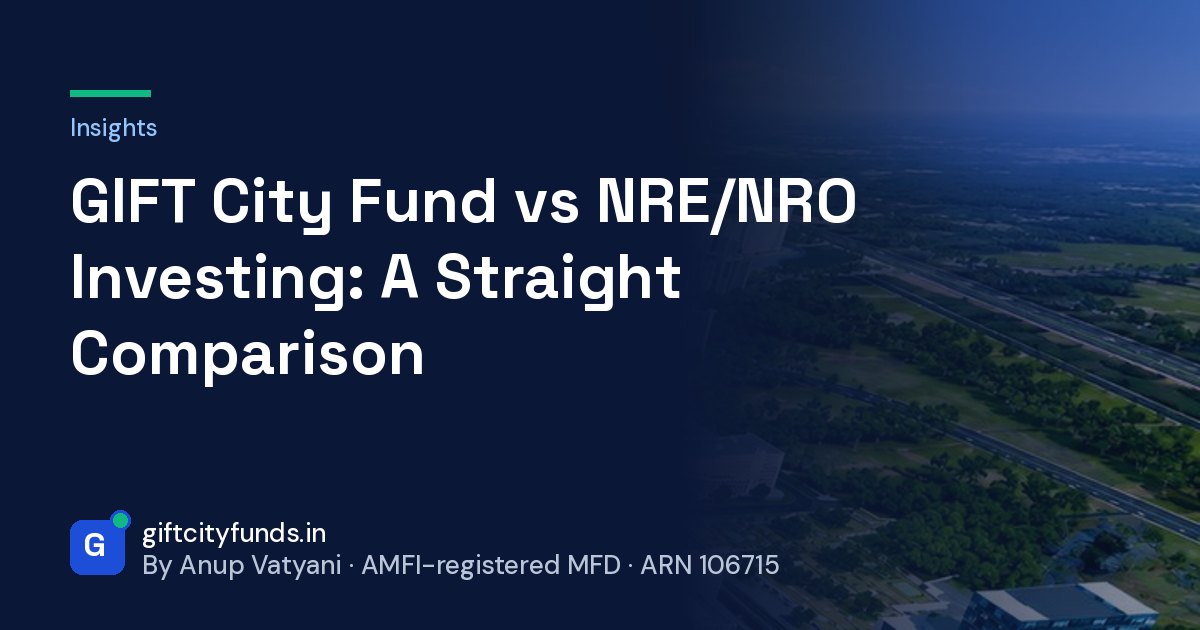 Insights
GIFT City Fund vs NRE/NRO
Investing: A Straight
Comparison
G
giftcityfunds.in
By Anup Vatyani · AMFI-registered MFD · ARN 106715